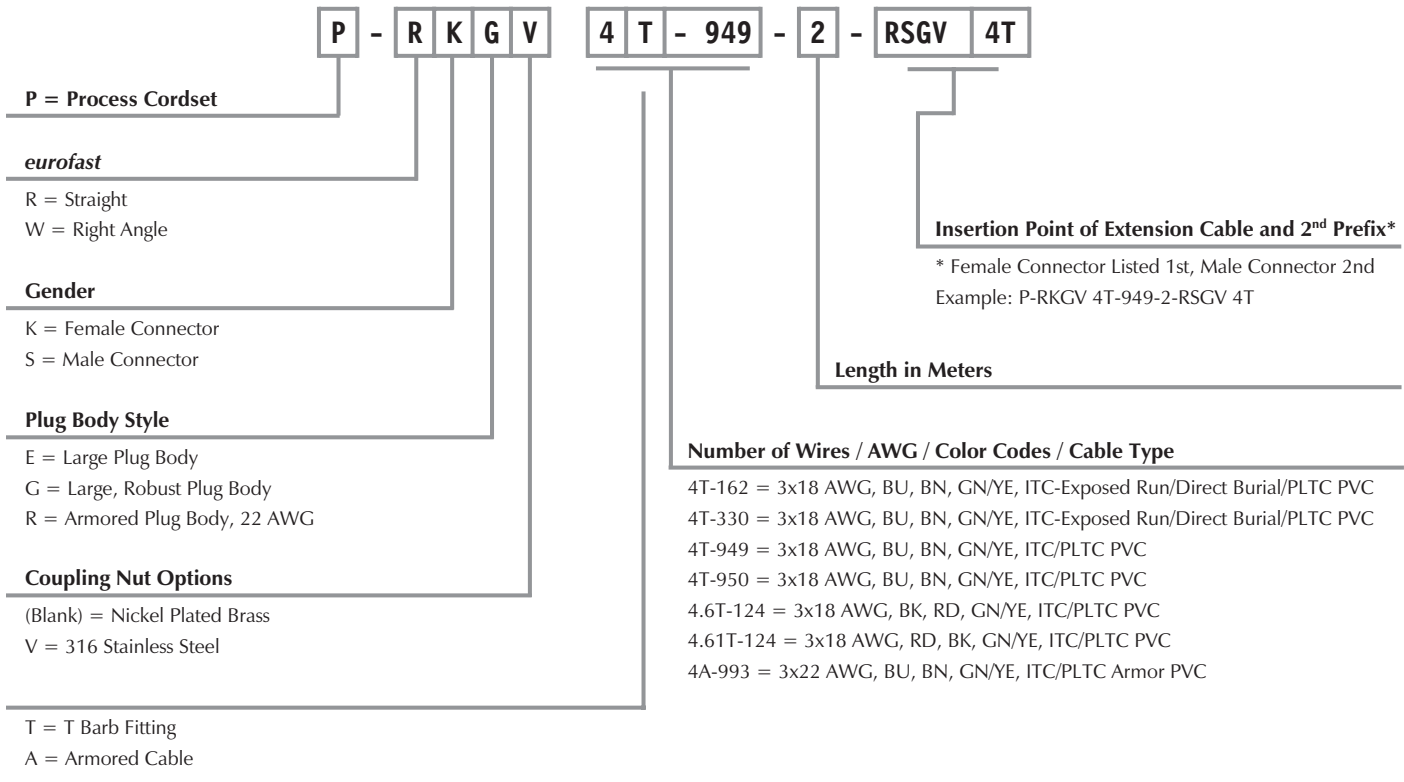 P - R K G V 4 T - 949 - 2 - RSGV 4T
P = Process Cordset
eurofast
R = Straight
W = Right Angle
Gender
K = Female Connector
S = Male Connector
Plug Body Style
E = Large Plug Body
G = Large, Robust Plug Body
R = Armored Plug Body, 22 AWG
Coupling Nut Options
(Blank) = Nickel Plated Brass
V = 316 Stainless Steel
T = T Barb Fitting
A = Armored Cable
Insertion Point of Extension Cable and 2nd Prefix*
* Female Connector Listed 1st, Male Connector 2nd
Example: P-RKGV 4T-949-2-RSGV 4T
Length in Meters
Number of Wires / AWG / Color Codes / Cable Type
4T-162 = 3x18 AWG, BU, BN, GN/YE, ITC-Exposed Run/Direct Burial/PLTC PVC
4T-330 = 3x18 AWG, BU, BN, GN/YE, ITC-Exposed Run/Direct Burial/PLTC PVC
4T-949 = 3x18 AWG, BU, BN, GN/YE, ITC/PLTC PVC
4T-950 = 3x18 AWG, BU, BN, GN/YE, ITC/PLTC PVC
4.6T-124 = 3x18 AWG, BK, RD, GN/YE, ITC/PLTC PVC
4.61T-124 = 3x18 AWG, RD, BK, GN/YE, ITC/PLTC PVC
4A-993 = 3x22 AWG, BU, BN, GN/YE, ITC/PLTC Armor PVC